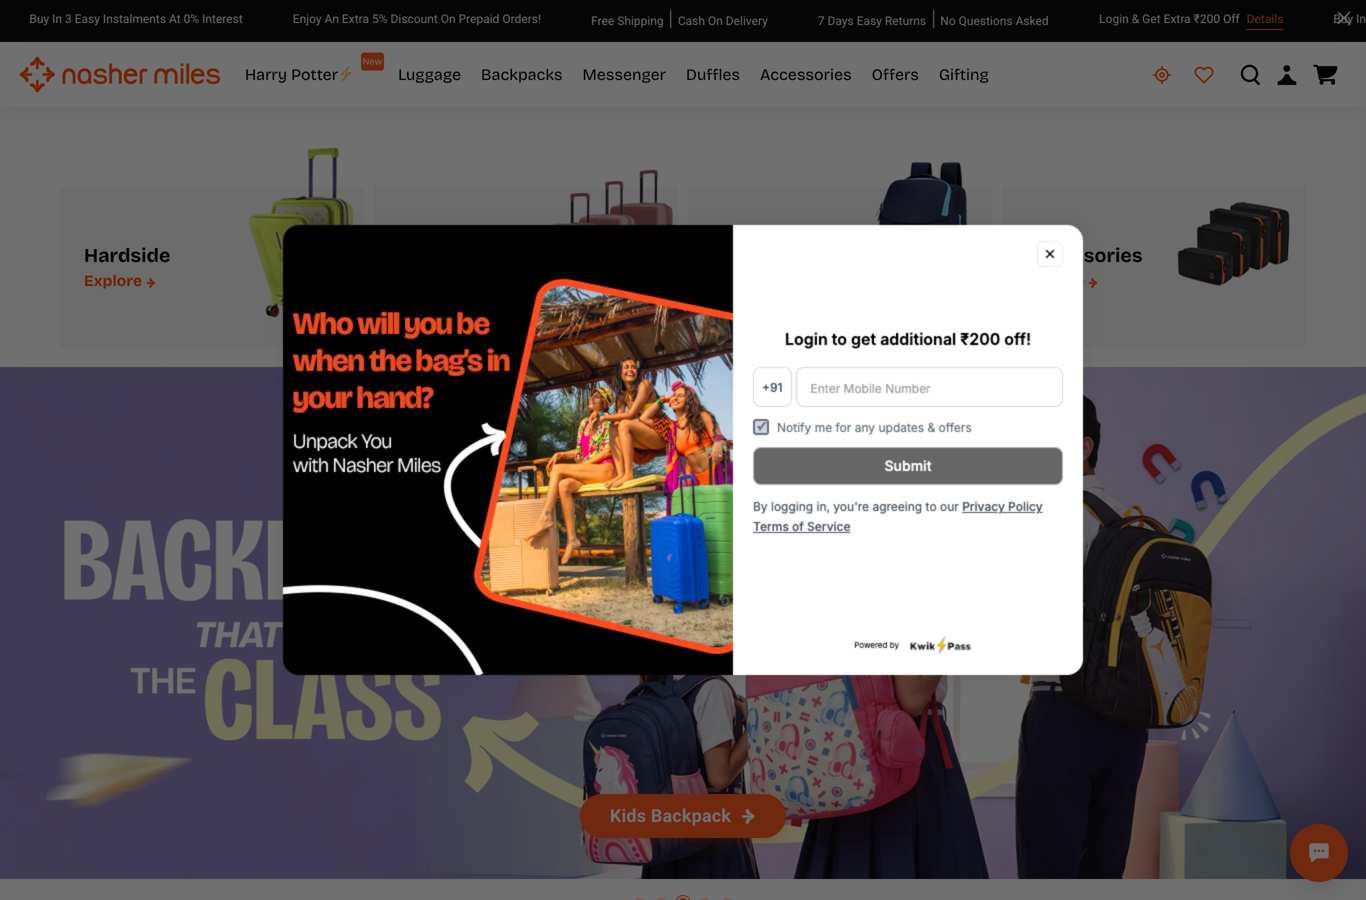 Buy In 3 Easy Instalments At 0% Interest
Enjoy An Extra 5% Discount On Prepaid Orders!
Free Shipping | Cash On Delivery
7 Days Easy Returns | No Questions Asked
Login & Get Extra ₹200 Off Details
nasher miles
Harry Potter⚡
New
Luggage
Backpacks
Messenger
Duffles
Accessories
Offers
Gifting
Hardside
Explore →
Who will you be
when the bag's in
your hand?
Unpack You
with Nasher Miles
Login to get additional ₹200 off!
+91
Enter Mobile Number
Notify me for any updates & offers
Submit
By logging in, you're agreeing to our Privacy Policy
Terms of Service
Powered by Kwik Pass
THAT
THE CLASS
Kids Backpack →